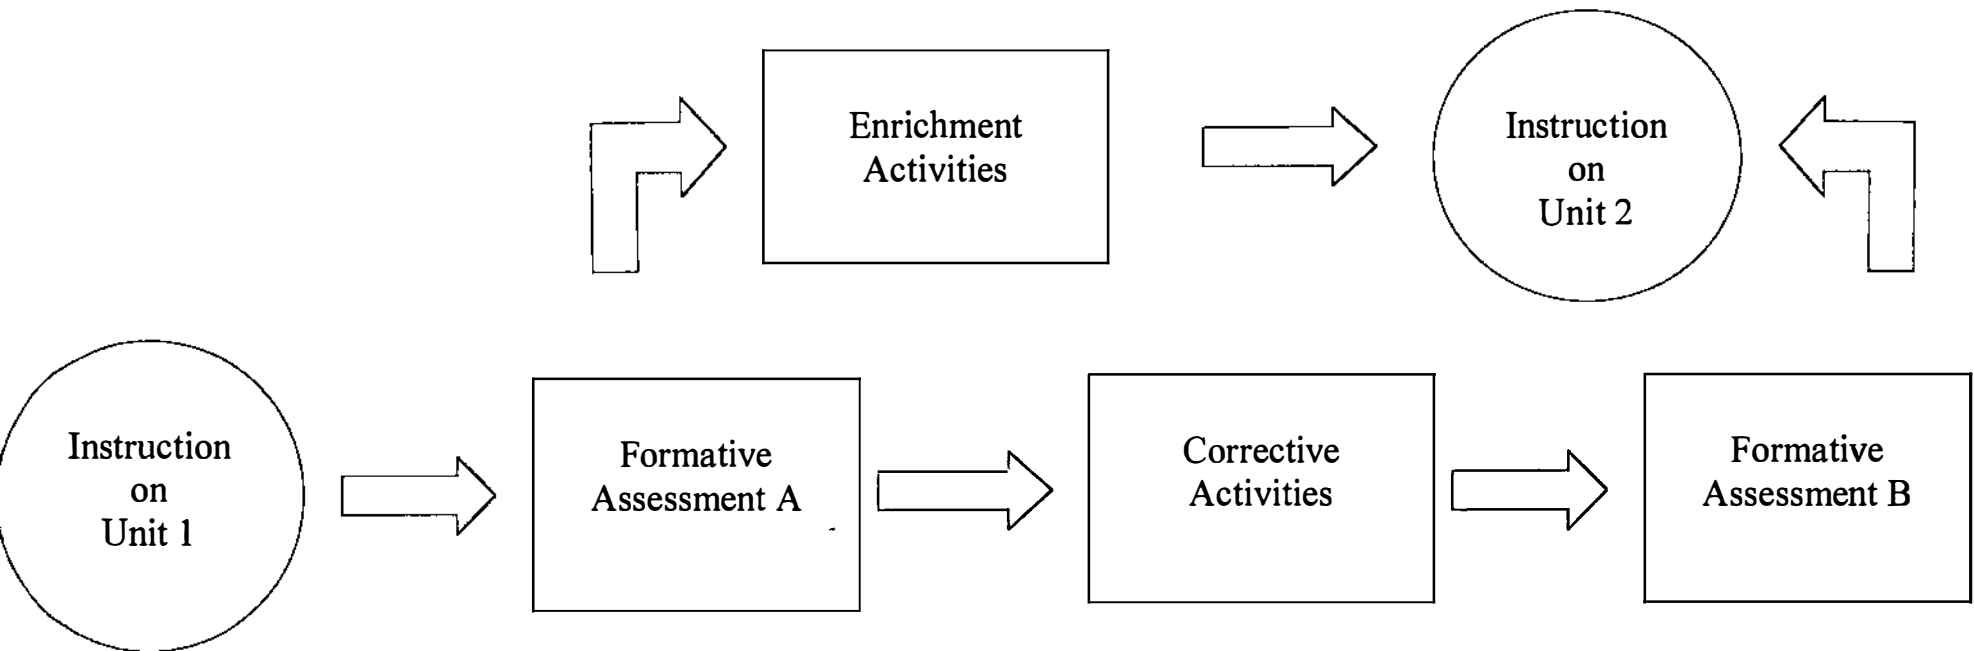 Enrichment
Activities
Instruction
on
Unit 2
Instruction
on
Unit 1
Formative
Assessment A
Corrective
Activities
Formative
Assessment B